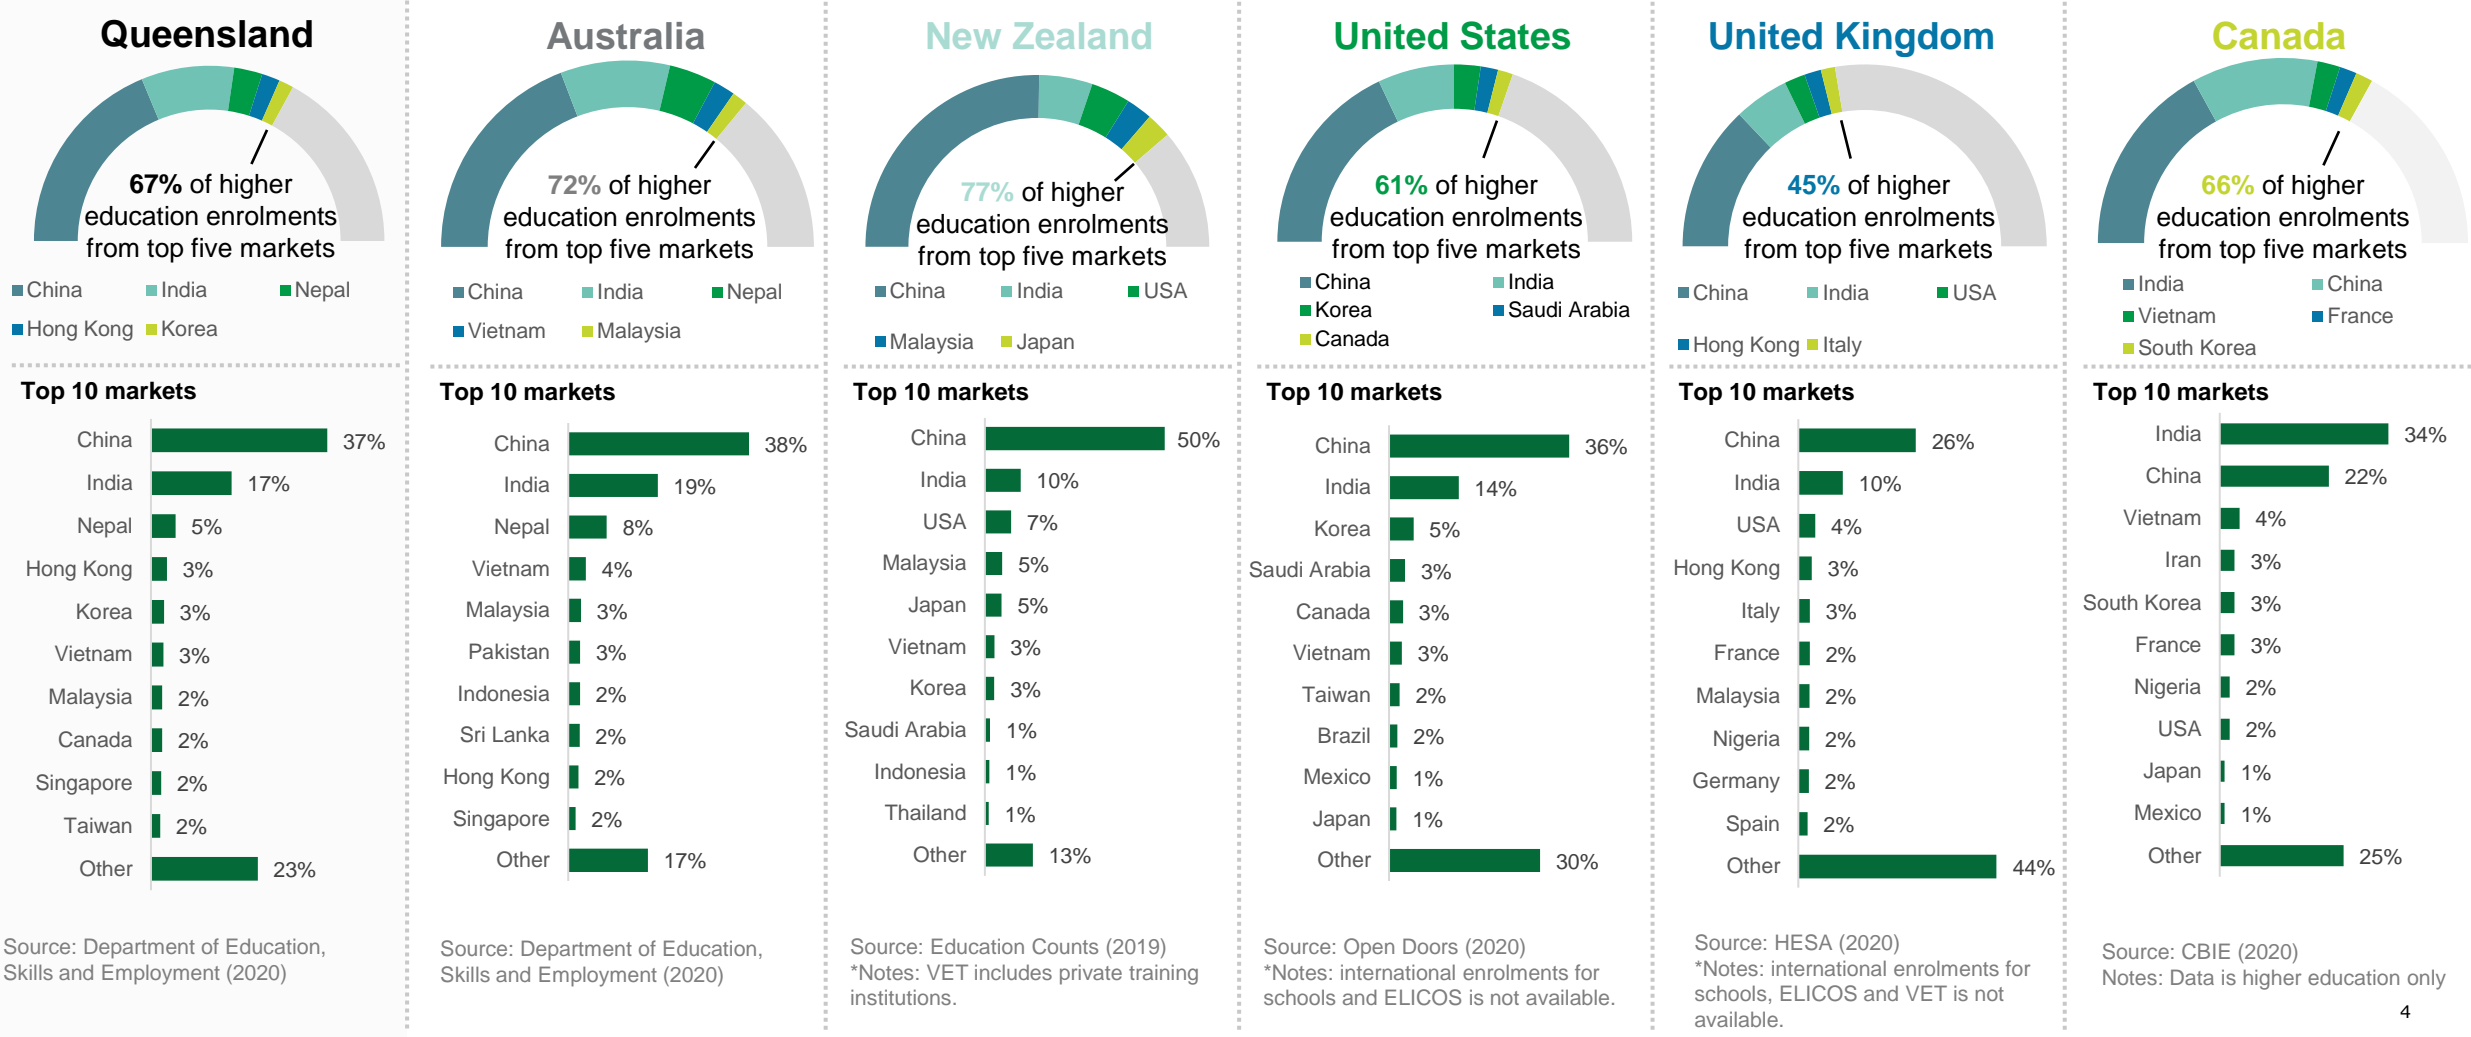 Queensland
67% of higher
education enrolments
from top five markets
China India Nepal
Hong Kong Korea
Top 10 markets
China 37%
India 17%
Nepal 5%
Hong Kong 3%
Korea 3%
Vietnam 3%
Malaysia 2%
Canada 2%
Singapore 2%
Taiwan 2%
Other 23%
Source: Department of Education,
Skills and Employment (2020)
Australia
72% of higher
education enrolments
from top five markets
China India Nepal
Vietnam Malaysia
Top 10 markets
China 38%
India 19%
Nepal 8%
Vietnam 4%
Malaysia 3%
Pakistan 3%
Indonesia 2%
Sri Lanka 2%
Hong Kong 2%
Singapore 2%
Other 17%
Source: Department of Education,
Skills and Employment (2020)
New Zealand
77% of higher
education enrolments
from top five markets
China India USA
Malaysia Japan
Top 10 markets
China 50%
India 10%
USA 7%
Malaysia 5%
Japan 5%
Vietnam 3%
Korea 3%
Saudi Arabia 1%
Indonesia 1%
Thailand 1%
Other 13%
Source: Education Counts (2019)
*Notes: VET includes private training
institutions.
United States
61% of higher
education enrolments
from top five markets
China India
Korea Saudi Arabia
Canada
Top 10 markets
China 36%
India 14%
Korea 5%
Saudi Arabia 3%
Canada 3%
Vietnam 3%
Taiwan 2%
Brazil 2%
Mexico 1%
Japan 1%
Other 30%
Source: Open Doors (2020)
*Notes: international enrolments for
schools and ELICOS is not available.
United Kingdom
45% of higher
education enrolments
from top five markets
China India USA
Hong Kong Italy
Top 10 markets
China 26%
India 10%
USA 4%
Hong Kong 3%
Italy 3%
France 2%
Malaysia 2%
Nigeria 2%
Germany 2%
Spain 2%
Other 44%
Source: HESA (2020)
*Notes: international enrolments for
schools, ELICOS and VET is not
available.
Canada
66% of higher
education enrolments
from top five markets
India China
Vietnam France
South Korea
Top 10 markets
India 34%
China 22%
Vietnam 4%
Iran 3%
South Korea 3%
France 3%
Nigeria 2%
USA 2%
Japan 1%
Mexico 1%
Other 25%
Source: CBIE (2020)
Notes: Data is higher education only
4